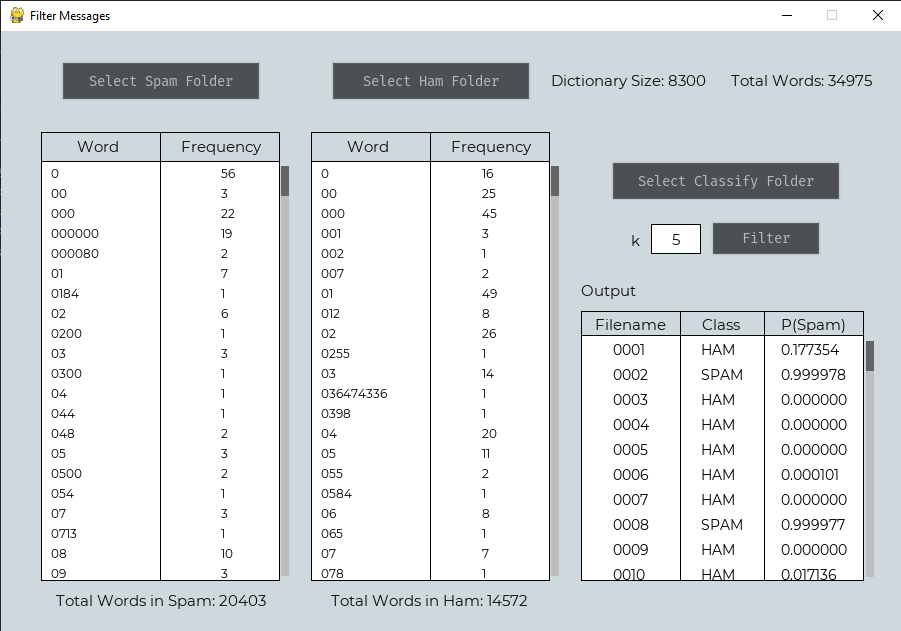 Filter Messages
Select Spam Folder
Select Ham Folder
Dictionary Size: 8300
Total Words: 34975
Word Frequency
0 56
00 3
000 22
000000 19
000080 2
01 7
0184 1
02 6
0200 1
03 3
0300 1
04 1
044 1
048 2
05 3
0500 2
054 1
07 3
0713 1
08 10
09 3
Total Words in Spam: 20403
Word Frequency
0 16
00 25
000 45
001 3
002 1
007 2
01 49
012 8
02 26
0255 1
03 14
036474336 1
0398 1
04 20
05 11
055 2
0584 1
06 8
065 1
07 7
078 1
Total Words in Ham: 14572
Select Classify Folder
k 5 Filter
Output
Filename Class P(Spam)
0001 HAM 0.177354
0002 SPAM 0.999978
0003 HAM 0.000000
0004 HAM 0.000000
0005 HAM 0.000000
0006 HAM 0.000101
0007 HAM 0.000000
0008 SPAM 0.999977
0009 HAM 0.000000
0010 HAM 0.017136